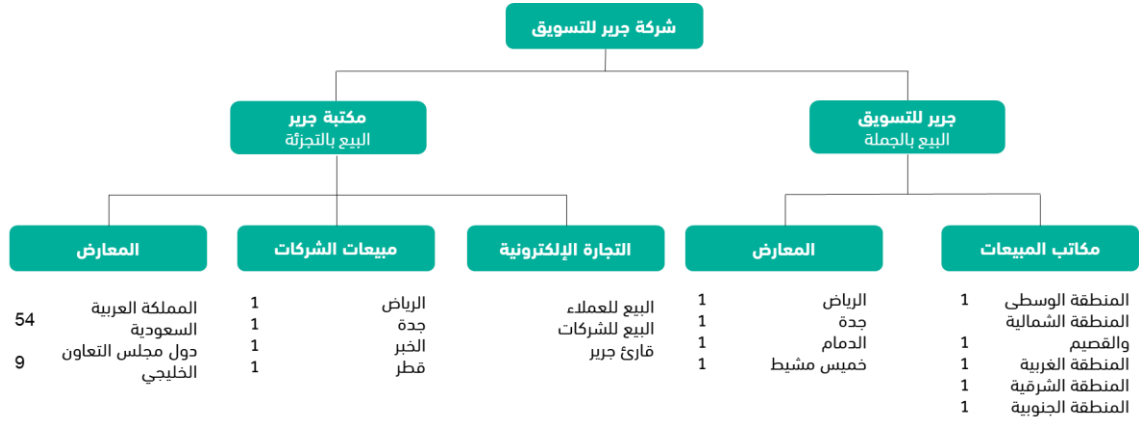 شركة جرير للتسويق
جرير للتسويق
البيع بالجملة
مكتبة جرير
البيع بالتجزئة
مكاتب المبيعات
المنطقة الوسطى 1
المنطقة الشمالية
والقصيم 1
المنطقة الغربية 1
المنطقة الشرقية 1
المنطقة الجنوبية 1
المعارض
الرياض 1
جدة 1
الدمام 1
خميس مشيط 1
التجارة الإلكترونية
البيع للعملاء
البيع للشركات
قارئ جرير
مبيعات الشركات
الرياض 1
جدة 1
الخبر 1
قطر 1
المعارض
المملكة العربية
السعودية 54
دول مجلس التعاون
الخليجي 9